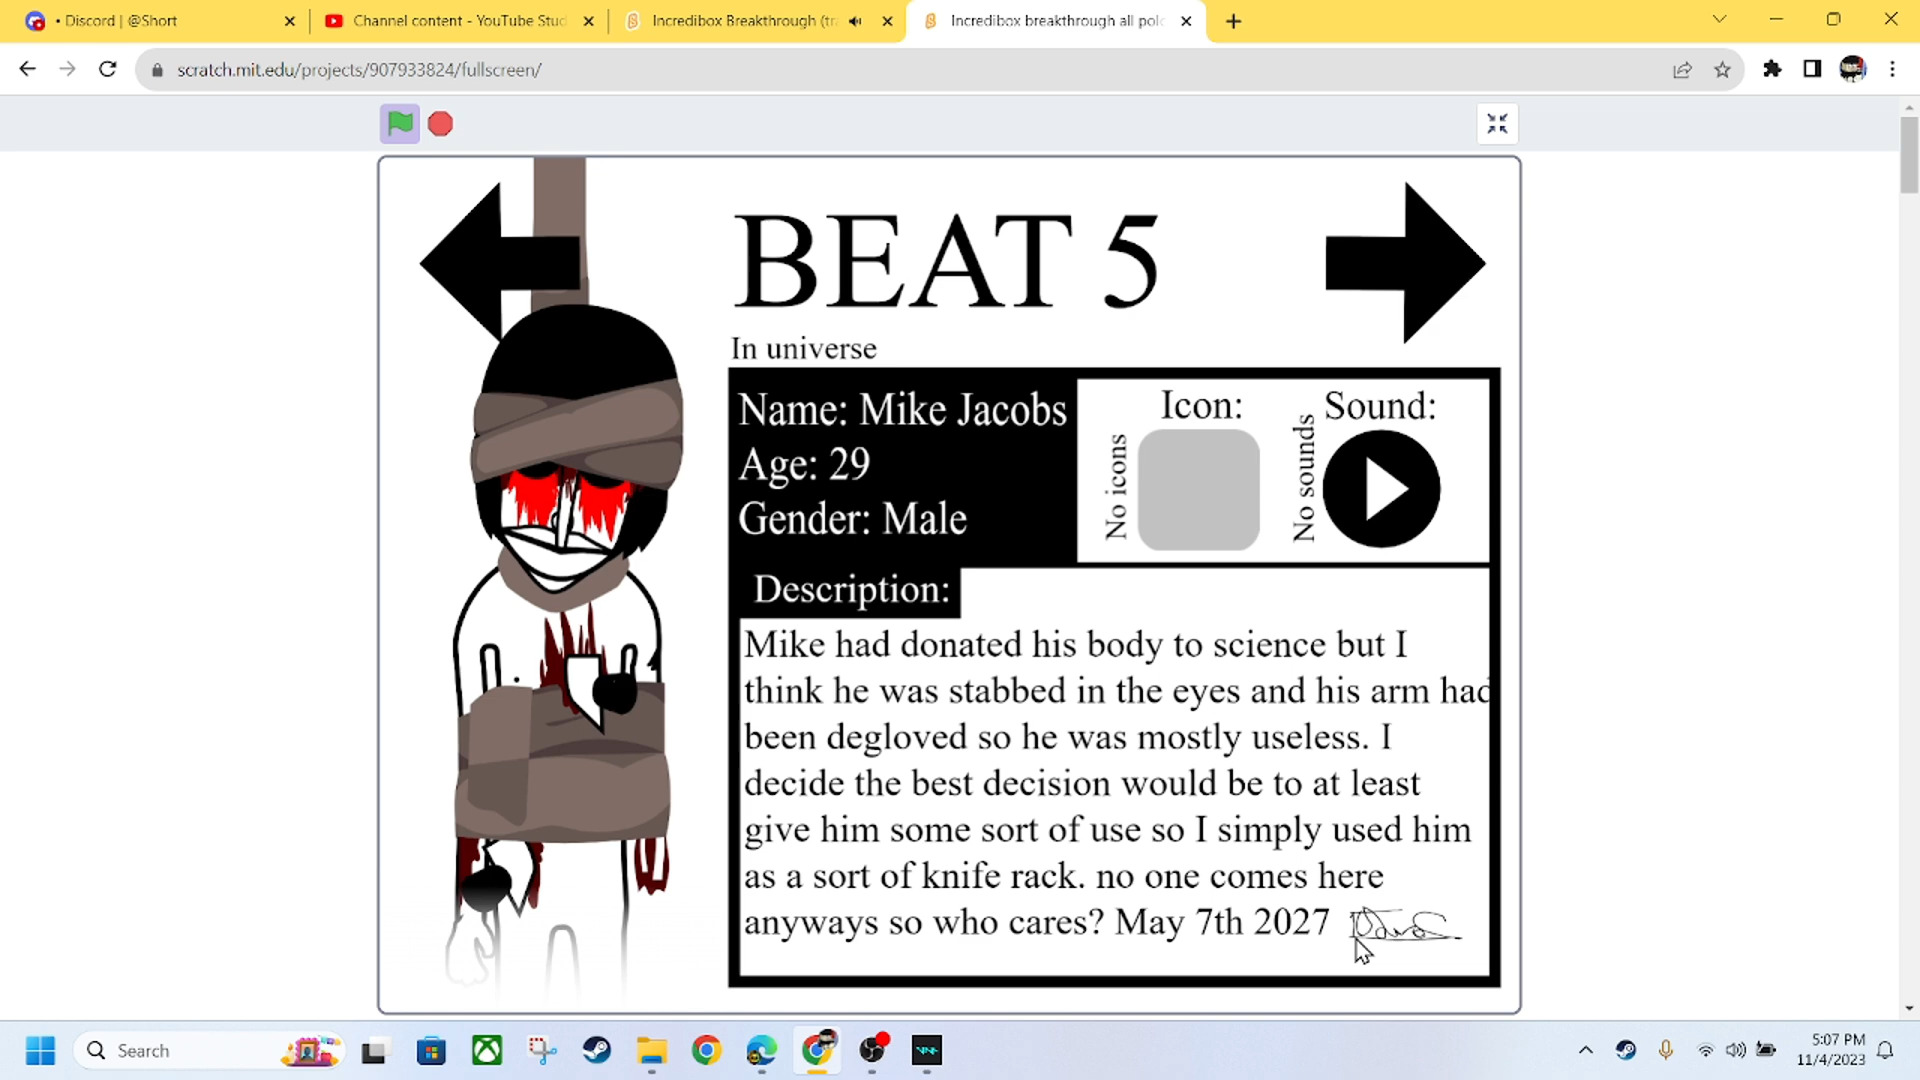 • Discord | @Short
Channel content - YouTube Stud
Incredibox Breakthrough (tra
Incredibox breakthrough all polo
scratch.mit.edu/projects/907933824/fullscreen/
BEAT 5
In universe
Name: Mike Jacobs
Age: 29
Gender: Male
Icon:
No icons
Sound:
No sounds
Description:
Mike had donated his body to science but I
think he was stabbed in the eyes and his arm had
been degloved so he was mostly useless. I
decide the best decision would be to at least
give him some sort of use so I simply used him
as a sort of knife rack. no one comes here
anyways so who cares? May 7th 2027
Search
5:07 PM
11/4/2023